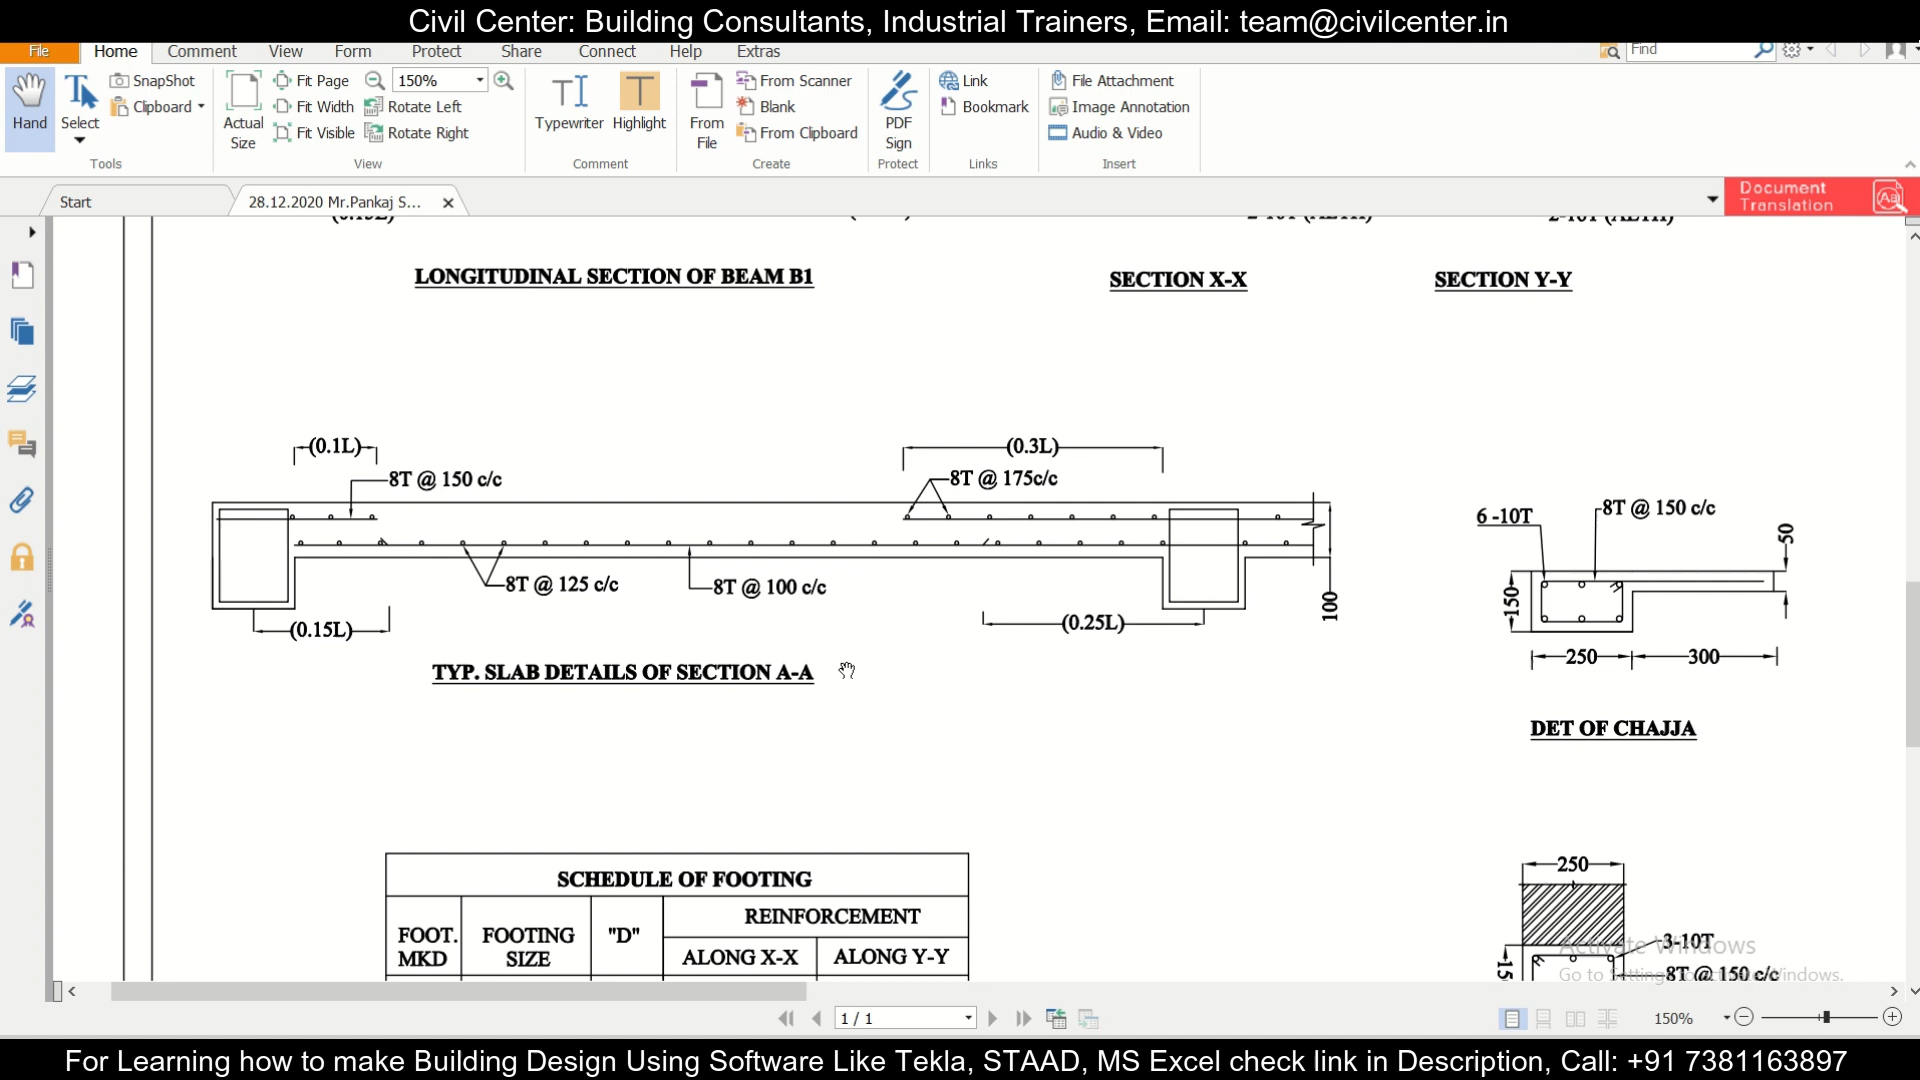 Civil Center: Building Consultants, Industrial Trainers, Email: team@civilcenter.in
File Home Comment View Form Protect Share Connect Help Extras Find
Hand
Select
SnapShot
Clipboard
Tools
Actual Size
Fit Page
Fit Width
Fit Visible
150%
Rotate Left
Rotate Right
View
Typewriter
Highlight
Comment
From File
From Scanner
Blank
From Clipboard
Create
PDF Sign
Protect
Link
Bookmark
Links
File Attachment
Image Annotation
Audio & Video
Insert
Start
28.12.2020 Mr.Pankaj S...
Document Translation
LONGITUDINAL SECTION OF BEAM B1
SECTION X-X
SECTION Y-Y
(0.1L)
8T @ 150 c/c
(0.3L)
8T @ 175c/c
8T @ 125 c/c
8T @ 100 c/c
(0.15L)
(0.25L)
100
TYP. SLAB DETAILS OF SECTION A-A
6 -10T
8T @ 150 c/c
50
150
250
300
DET OF CHAJJA
SCHEDULE OF FOOTING
FOOT. MKD
FOOTING SIZE
"D"
REINFORCEMENT
ALONG X-X
ALONG Y-Y
250
3-10T
8T @ 150 c/c
Activate Windows
Go to Settings to activate Windows.
1 / 1
150%
For Learning how to make Building Design Using Software Like Tekla, STAAD, MS Excel check link in Description, Call: +91 7381163897